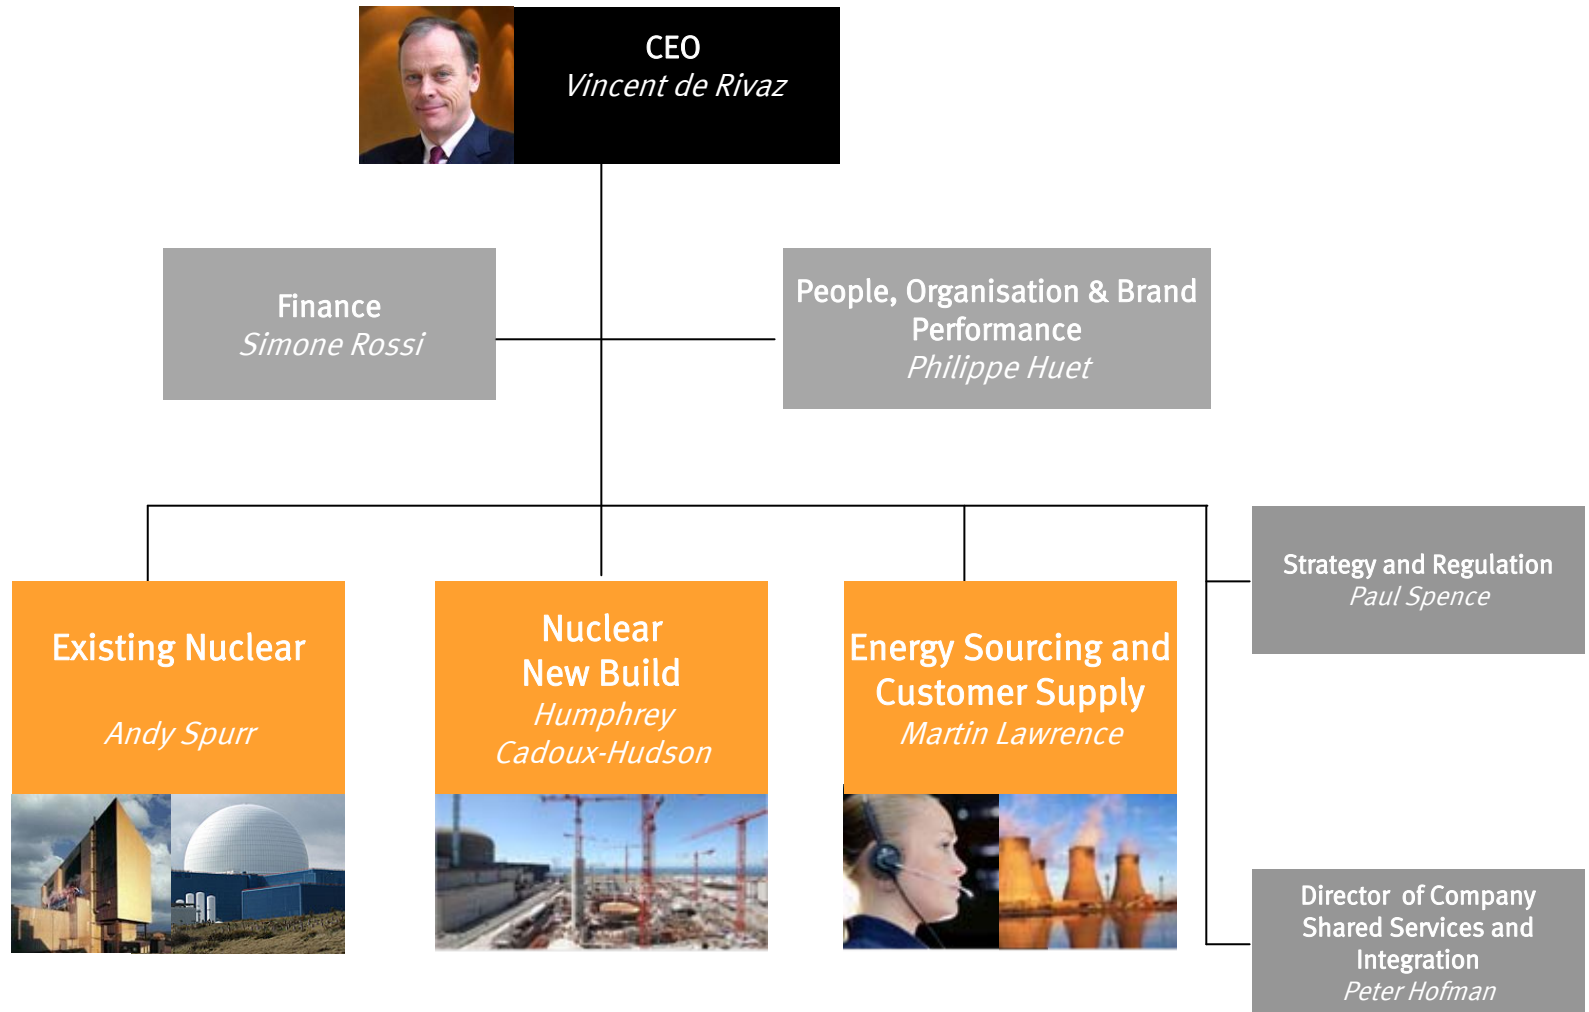 CEO
Vincent de Rivaz
Finance
Simone Rossi
People, Organisation & Brand
Performance
Philippe Huet
Strategy and Regulation
Paul Spence
Existing Nuclear
Andy Spurr
Nuclear
New Build
Humphrey
Cadoux-Hudson
Energy Sourcing and
Customer Supply
Martin Lawrence
Director of Company
Shared Services and
Integration
Peter Hofman